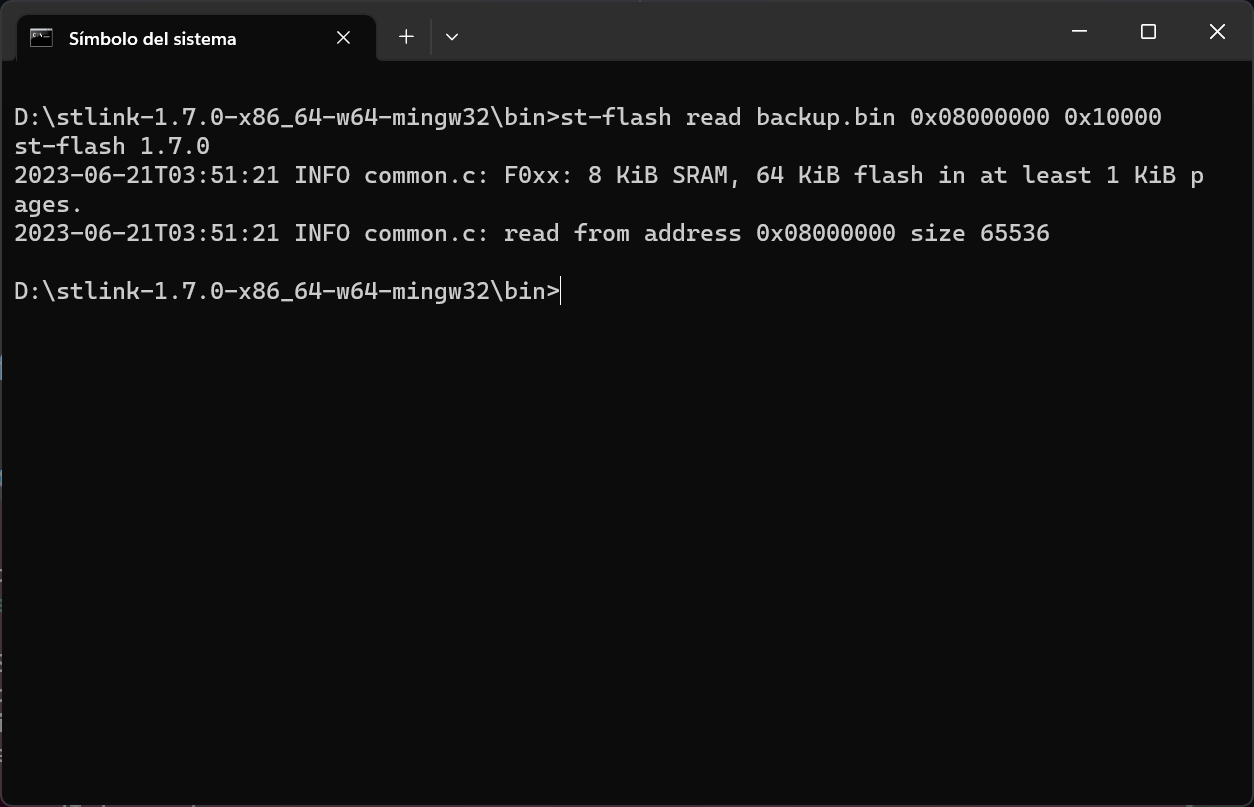 Símbolo del sistema
D:\stlink-1.7.0-x86_64-w64-mingw32\bin>st-flash read backup.bin 0x08000000 0x10000
st-flash 1.7.0
2023-06-21T03:51:21 INFO common.c: F0xx: 8 KiB SRAM, 64 KiB flash in at least 1 KiB p
ages.
2023-06-21T03:51:21 INFO common.c: read from address 0x08000000 size 65536
D:\stlink-1.7.0-x86_64-w64-mingw32\bin>